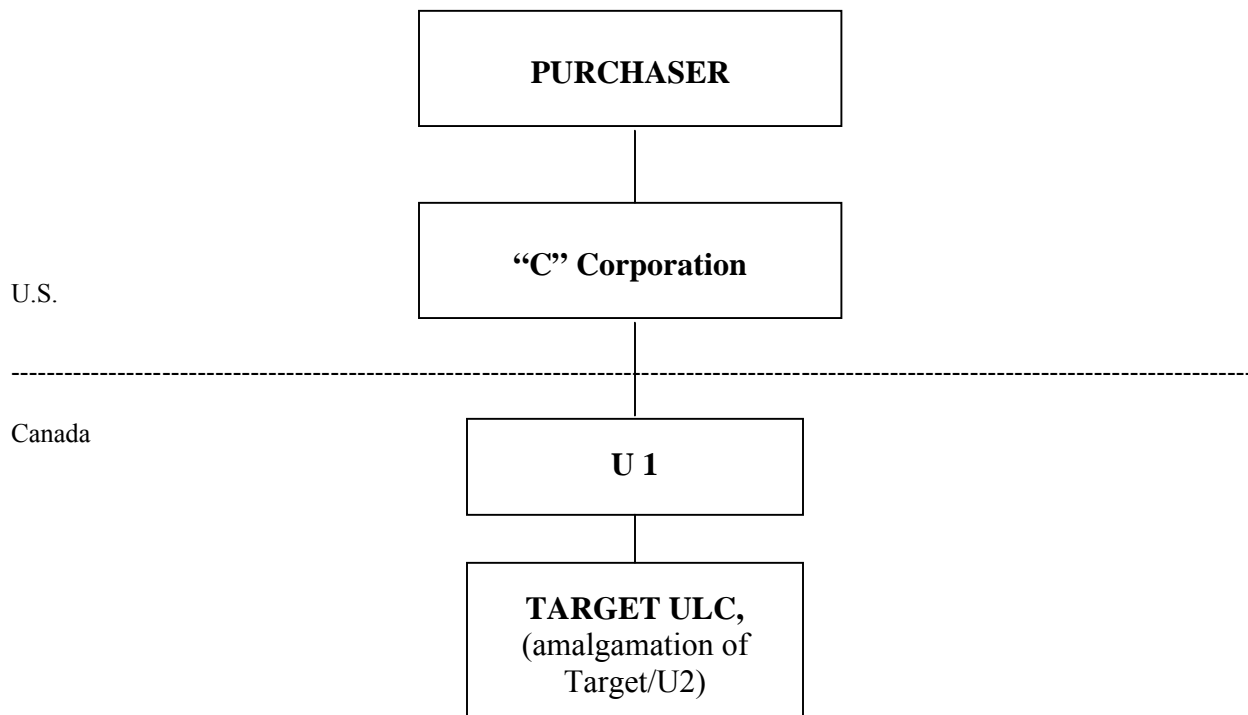 PURCHASER
“C” Corporation
U.S.
Canada
U 1
TARGET ULC,
(amalgamation of
Target/U2)